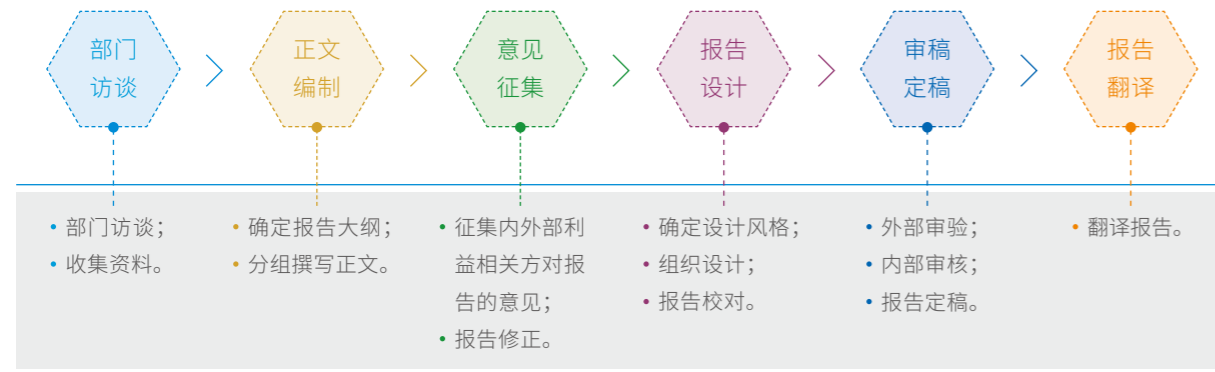 部门
访谈
正文
编制
意见
征集
报告
设计
审稿
定稿
报告
翻译
• 部门访谈；
• 收集资料。
• 确定报告大纲；
• 分组撰写正文。
• 征集内外部利
益相关方对报
告的意见；
• 报告修正。
• 确定设计风格；
• 组织设计；
• 报告校对。
• 外部审验；
• 内部审核；
• 报告定稿。
• 翻译报告。